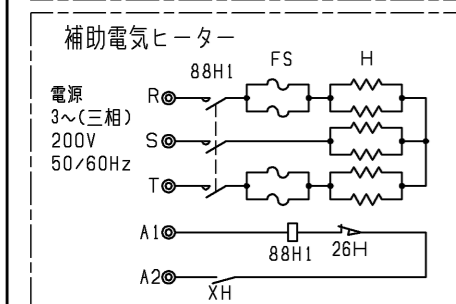 補助電気ヒーター
88H1 FS H
電源
3~(三相)
200V
50/60Hz
R
S
T
A1
88H1 26H
A2
XH